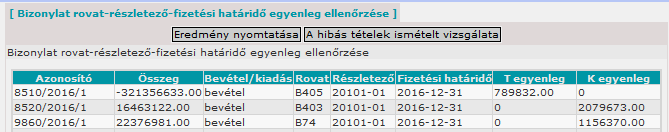 [ Bizonylat rovat-részletező-fizetési határidő egyenleg ellenőrzése ]
Eredmény nyomtatása A hibás tételek ismételt vizsgálata
Bizonylat rovat-részletező-fizetési határidő egyenleg ellenőrzése
Azonosító Összeg Bevétel/kiadás Rovat Részletező Fizetési határidő T egyenleg K egyenleg
8510/2016/1 -321356633.00 bevétel B405 20101-01 2016-12-31 789832.00 0
8520/2016/1 16463122.00 bevétel B403 20101-01 2016-12-31 0 2079673.00
9860/2016/1 22376981.00 bevétel B74 20101-01 2016-12-31 0 1156370.00